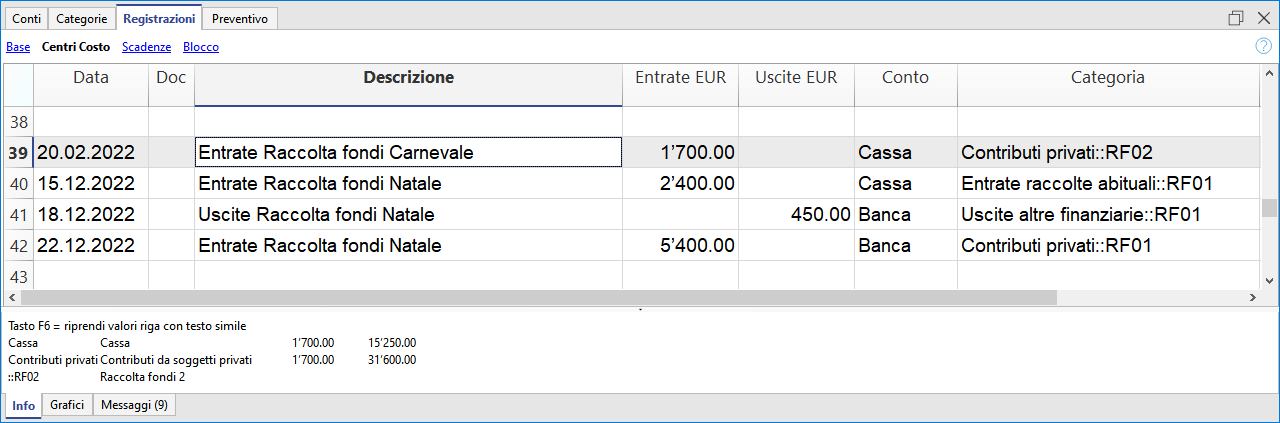 Conti Categorie Registrazioni Preventivo
Base Centri Costo Scadenze Blocco ?
Data Doc Descrizione Entrate EUR Uscite EUR Conto Categoria
38
39 20.02.2022 Entrate Raccolta fondi Carnevale 1’700.00 Cassa Contributi privati::RF02
40 15.12.2022 Entrate Raccolta fondi Natale 2’400.00 Cassa Entrate raccolte abituali::RF01
41 18.12.2022 Uscite Raccolta fondi Natale 450.00 Banca Uscite altre finanziarie::RF01
42 22.12.2022 Entrate Raccolta fondi Natale 5’400.00 Banca Contributi privati::RF01
43
Tasto F6 = riprendi valori riga con testo simile
Cassa Cassa 1’700.00 15’250.00
Contributi privati Contributi da soggetti privati 1’700.00 31’600.00
::RF02 Raccolta fondi 2
Info Grafici Messaggi (9)